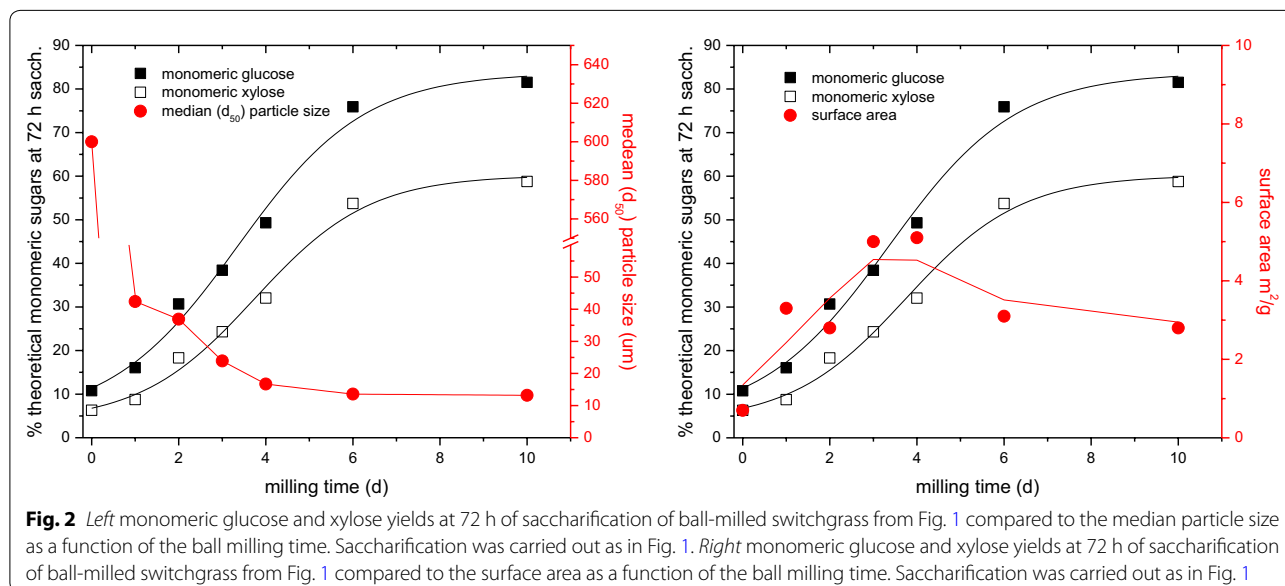 90
80
70
60
50
40
30
20
10
0
% theoretical monomeric sugars at 72 h sacch.
monomeric glucose
monomeric xylose
median (d50) particle size
640
620
600
580
560
50
40
30
20
10
0
medean (d50) particle size (um)
0 2 4 6 8 10
milling time (d)
90
80
70
60
50
40
30
20
10
0
% theoretical monomeric sugars at 72 h sacch.
monomeric glucose
monomeric xylose
surface area
10
8
6
4
2
0
surface area m²/g
0 2 4 6 8 10
milling time (d)
Fig. 2 Left monomeric glucose and xylose yields at 72 h of saccharification of ball-milled switchgrass from Fig. 1 compared to the median particle size
as a function of the ball milling time. Saccharification was carried out as in Fig. 1. Right monomeric glucose and xylose yields at 72 h of saccharification
of ball-milled switchgrass from Fig. 1 compared to the surface area as a function of the ball milling time. Saccharification was carried out as in Fig. 1